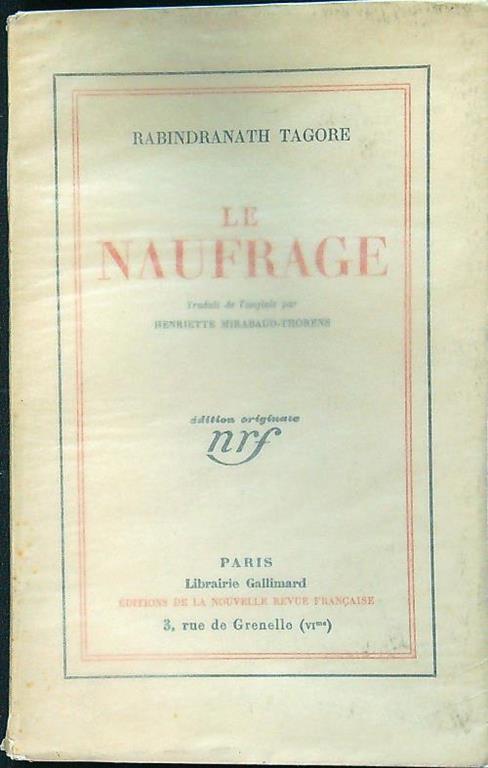 RABINDRANATH TAGORE
LE
NAUFRAGE
Traduit de l'anglais par
HENRIETTE MIRABAUD-THORENS
édition originale
nrf
PARIS
Librairie Gallimard
ÉDITIONS DE LA NOUVELLE REVUE FRANÇAISE
3, rue de Grenelle (VIme)